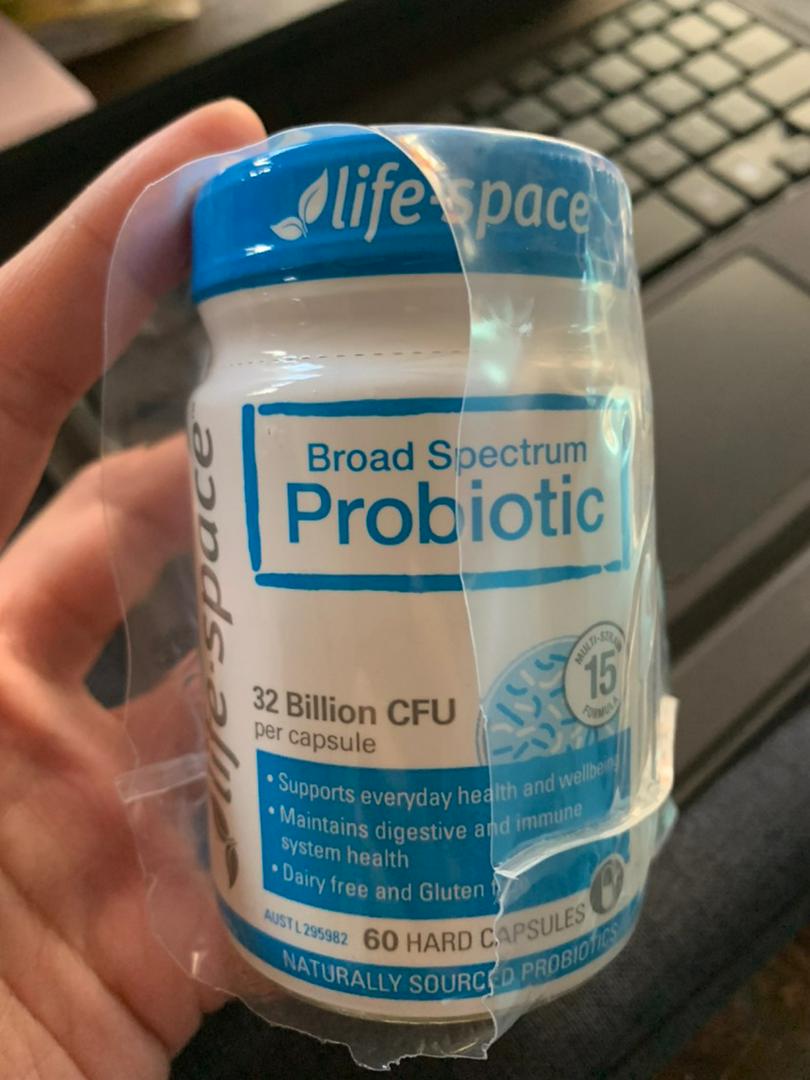 life-space
life-space
Broad Spectrum
Probiotic
32 Billion CFU
per capsule
MULTI-STRAIN
15
FORMULA
• Supports everyday health and wellbeing
• Maintains digestive and immune
system health
• Dairy free and Gluten
AUST L 295982
60 HARD CAPSULES
NATURALLY SOURCED PROBIOTICS